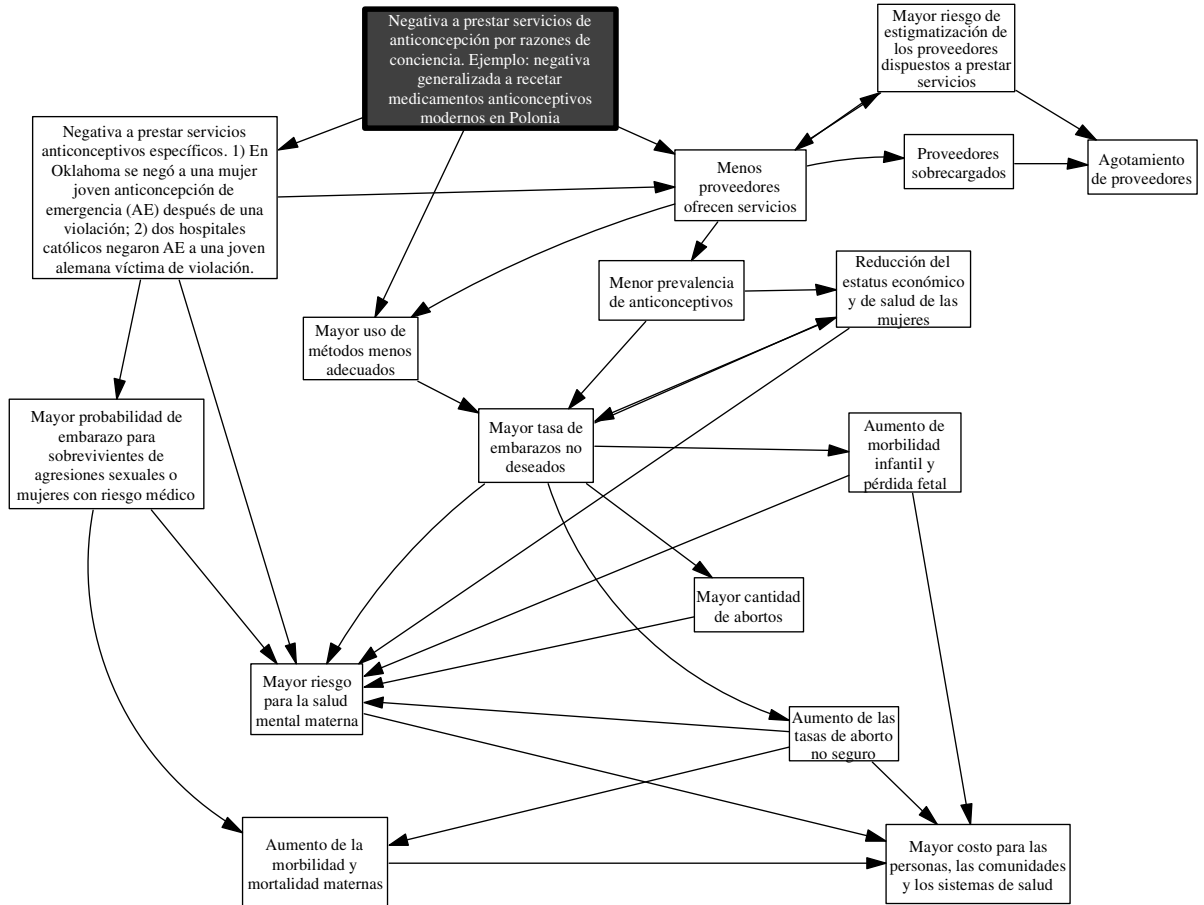 Negativa a prestar servicios de
anticoncepción por razones de
conciencia. Ejemplo: negativa
generalizada a recetar
medicamentos anticonceptivos
modernos en Polonia
Mayor riesgo de
estigmatización de
los proveedores
dispuestos a prestar
servicios
Negativa a prestar servicios
anticonceptivos específicos. 1) En
Oklahoma se negó a una mujer
joven anticoncepción de
emergencia (AE) después de una
violación; 2) dos hospitales
católicos negaron AE a una joven
alemana víctima de violación.
Menos
proveedores
ofrecen servicios
Proveedores
sobrecargados
Agotamiento
de proveedores
Menor prevalencia
de anticonceptivos
Reducción del
estatus económico
y de salud de las
mujeres
Mayor uso de
métodos menos
adecuados
Mayor probabilidad de
embarazo para
sobrevivientes de
agresiones sexuales o
mujeres con riesgo médico
Mayor tasa de
embarazos no
deseados
Aumento de
morbilidad
infantil y
pérdida fetal
Mayor cantidad
de abortos
Mayor riesgo
para la salud
mental materna
Aumento de las
tasas de aborto
no seguro
Aumento de la
morbilidad y
mortalidad maternas
Mayor costo para las
personas, las comunidades
y los sistemas de salud